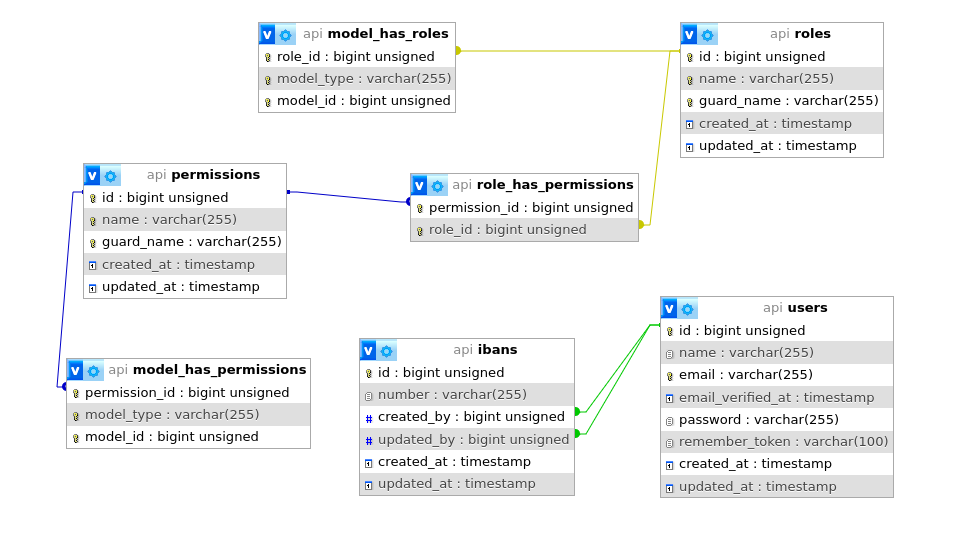 api model_has_roles
role_id : bigint unsigned
model_type : varchar(255)
model_id : bigint unsigned
api roles
id : bigint unsigned
name : varchar(255)
guard_name : varchar(255)
created_at : timestamp
updated_at : timestamp
api permissions
id : bigint unsigned
name : varchar(255)
guard_name : varchar(255)
created_at : timestamp
updated_at : timestamp
api role_has_permissions
permission_id : bigint unsigned
role_id : bigint unsigned
api model_has_permissions
permission_id : bigint unsigned
model_type : varchar(255)
model_id : bigint unsigned
api ibans
id : bigint unsigned
number : varchar(255)
# created_by : bigint unsigned
# updated_by : bigint unsigned
created_at : timestamp
updated_at : timestamp
api users
id : bigint unsigned
name : varchar(255)
email : varchar(255)
email_verified_at : timestamp
password : varchar(255)
remember_token : varchar(100)
created_at : timestamp
updated_at : timestamp